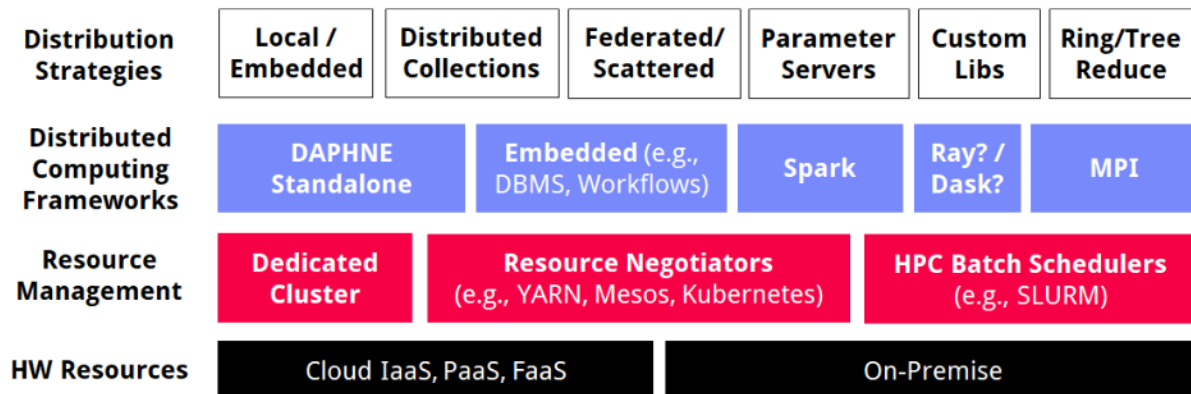 Distribution
Strategies
Local /
Embedded
Distributed
Collections
Federated/
Scattered
Parameter
Servers
Custom
Libs
Ring/Tree
Reduce
Distributed
Computing
Frameworks
DAPHNE
Standalone
Embedded (e.g.,
DBMS, Workflows)
Spark
Ray? /
Dask?
MPI
Resource
Management
Dedicated
Cluster
Resource Negotiators
(e.g., YARN, Mesos, Kubernetes)
HPC Batch Schedulers
(e.g., SLURM)
HW Resources
Cloud IaaS, PaaS, FaaS
On-Premise